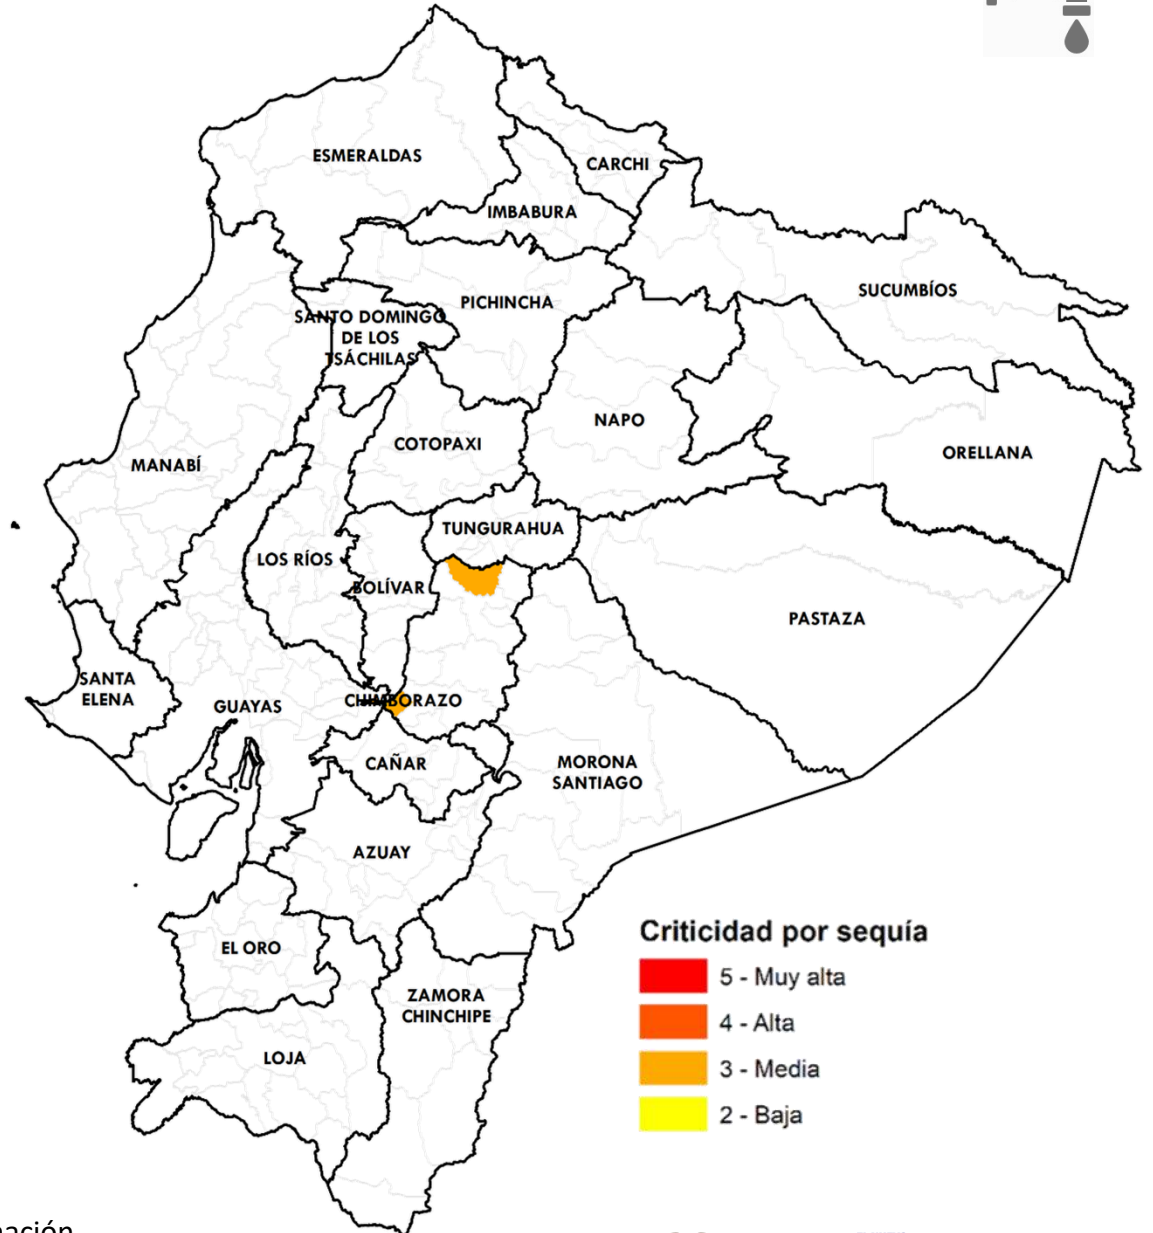 ESMERALDAS
CARCHI
IMBABURA
SUCUMBÍOS
PICHINCHA
SANTO DOMINGO
DE LOS
TSÁCHILAS
NAPO
COTOPAXI
ORELLANA
MANABÍ
TUNGURAHUA
LOS RÍOS
BOLÍVAR
PASTAZA
SANTA
ELENA
GUAYAS
CHIMBORAZO
CAÑAR
MORONA
SANTIAGO
AZUAY
EL ORO
ZAMORA
CHINCHIPE
LOJA
Criticidad por sequía
5 - Muy alta
4 - Alta
3 - Media
2 - Baja